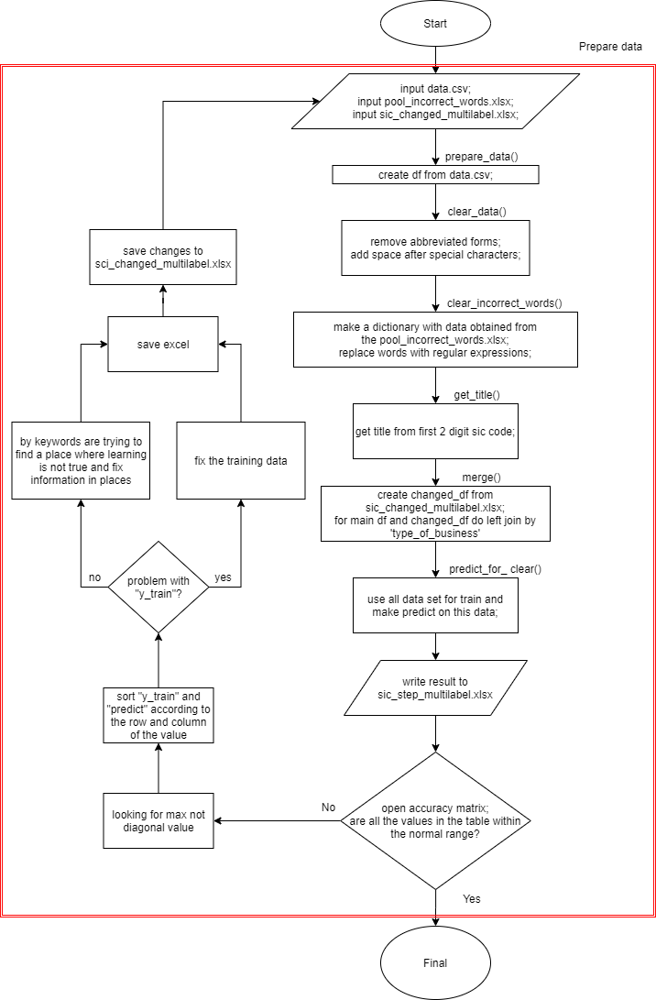 Start
Prepare data
input data.csv;
input pool_incorrect_words.xlsx;
input sic_changed_multilabel.xlsx;
prepare_data()
create df from data.csv;
clear_data()
remove abbreviated forms;
add space after special characters;
save changes to
sci_changed_multilabel.xlsx
clear_incorrect_words()
make a dictionary with data obtained from
the pool_incorrect_words.xlsx;
replace words with regular expressions;
save excel
get_title()
get title from first 2 digit sic code;
by keywords are trying to
find a place where learning
is not true and fix
information in places
fix the training data
merge()
create changed_df from
sic_changed_multilabel.xlsx;
for main df and changed_df do left join by
'type_of_business'
predict_for_ clear()
use all data set for train and
make predict on this data;
no
problem with
"y_train"?
yes
write result to
sic_step_multilabel.xlsx
sort "y_train" and
"predict" according to
the row and column
of the value
open accuracy matrix;
are all the values in the table within
the normal range?
No
looking for max not
diagonal value
Yes
Final